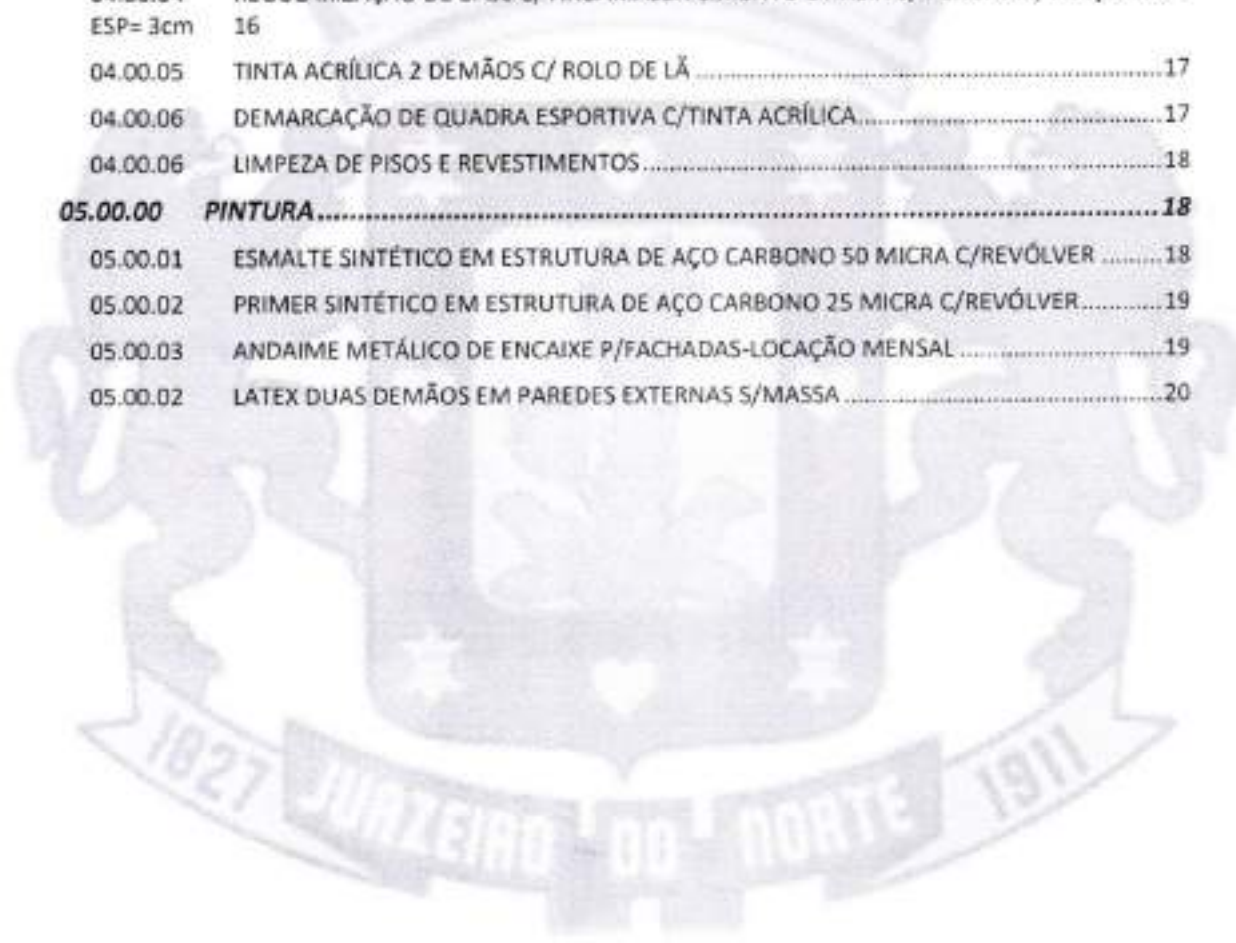 ESP= 3cm 16
04.00.05 TINTA ACRÍLICA 2 DEMÃOS C/ ROLO DE LÃ ........................................................17
04.00.06 DEMARCAÇÃO DE QUADRA ESPORTIVA C/TINTA ACRÍLICA........................................17
04.00.06 LIMPEZA DE PISOS E REVESTIMENTOS ........................................................18
05.00.00 PINTURA........................................................18
05.00.01 ESMALTE SINTÉTICO EM ESTRUTURA DE AÇO CARBONO 50 MICRA C/REVÓLVER .........18
05.00.02 PRIMER SINTÉTICO EM ESTRUTURA DE AÇO CARBONO 25 MICRA C/REVÓLVER............19
05.00.03 ANDAIME METÁLICO DE ENCAIXE P/FACHADAS-LOCAÇÃO MENSAL ............................19
05.00.02 LATEX DUAS DEMÃOS EM PAREDES EXTERNAS S/MASSA ........................................20
1827 JUAZEIRO DO NORTE 1911